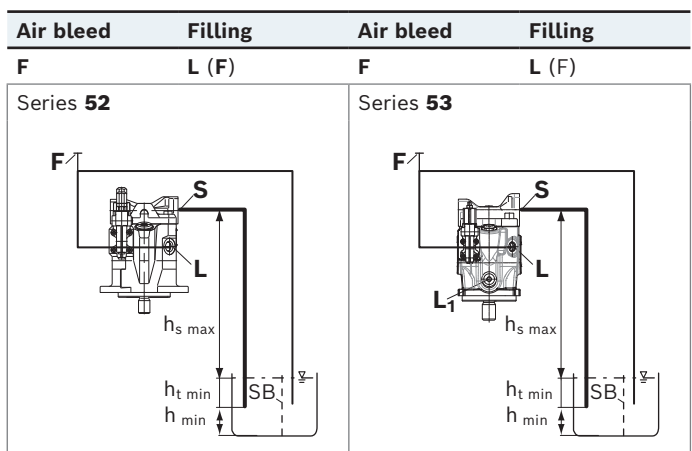 Air bleed Filling Air bleed Filling
F L (F) F L (F)
Series 52 Series 53
F F
S S
L L
L1
hs max hs max
ht min SB ht min SB
h min h min